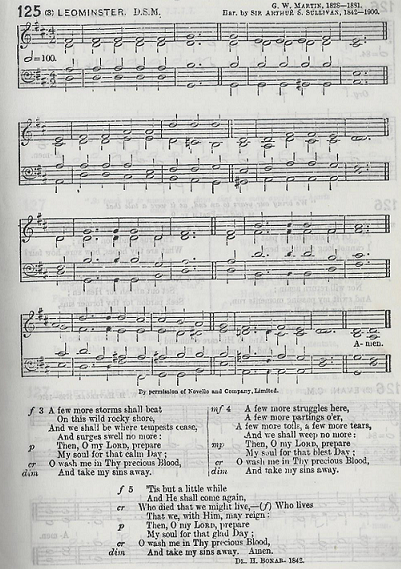 125 (3) LEOMINSTER. D.S.M.
G. W. MARTIN, 1828—1881.
Har. by SIR ARTHUR S. SULLIVAN, 1842—1900.
=100.
A- men.
By permission of Novello and Company, Limited.
f 3 A few more storms shall beat
On this wild rocky shore,
And we shall be where tempests cease,
And surges swell no more:
p Then, O my LORD, prepare
My soul for that calm Day;
cr O wash me in Thy precious Blood,
dim And take my sins away.
mf 4 A few more struggles here,
A few more partings o'er,
A few more toils, a few more tears,
And we shall weep no more:
mp Then, O my LORD, prepare
My soul for that blest Day;
cr O wash me in Thy precious Blood,
dim And take my sins away.
f 5 'Tis but a little while
And He shall come again,
cr Who died that we might live,—(f) Who lives
That we, with Him, may reign:
p Then, O my LORD, prepare
My soul for that glad Day;
cr O wash me in Thy precious Blood,
dim And take my sins away. Amen.
DR. H. BONAR, 1842.